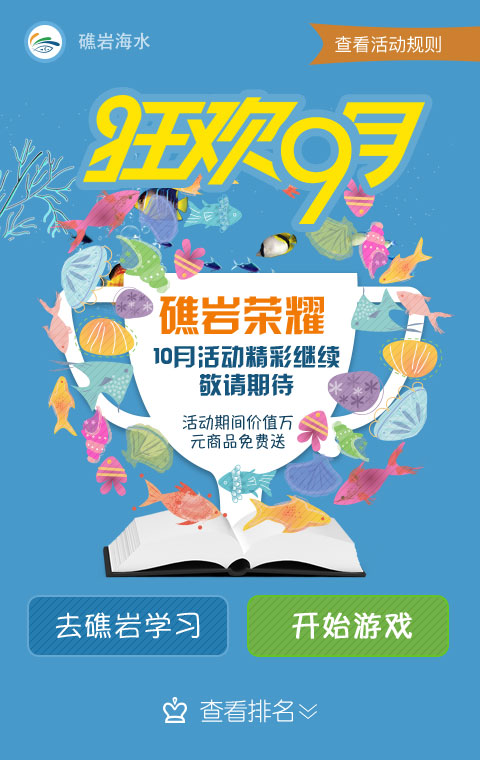 礁岩海水
查看活动规则
狂欢9月
礁岩荣耀
10月活动精彩继续
敬请期待
活动期间价值万
元商品免费送
去礁岩学习
开始游戏
查看排名